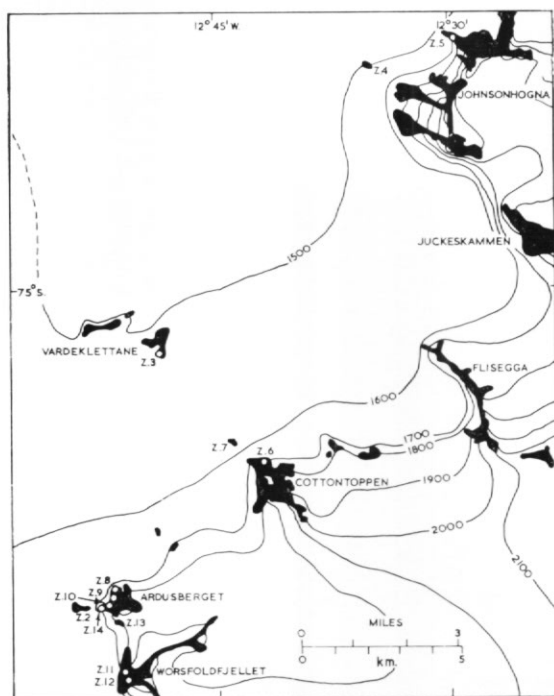 12°45'W.
12°30'
Z.5
Z.4
JOHNSONHOGNA
JUCKESKAMMEN
1500
75°S.
VARDEKLETTANE
Z.3
FLISEGGA
1600
1700
1800
Z.7
Z.6
COTTONTOPPEN
1900
2000
2100
Z.8
Z.9
Z.10
ARDUSBERGET
Z.2
Z.14
Z.13
MILES
0 3
km.
5
WORSFOLDFJELLET
Z.11
Z.12